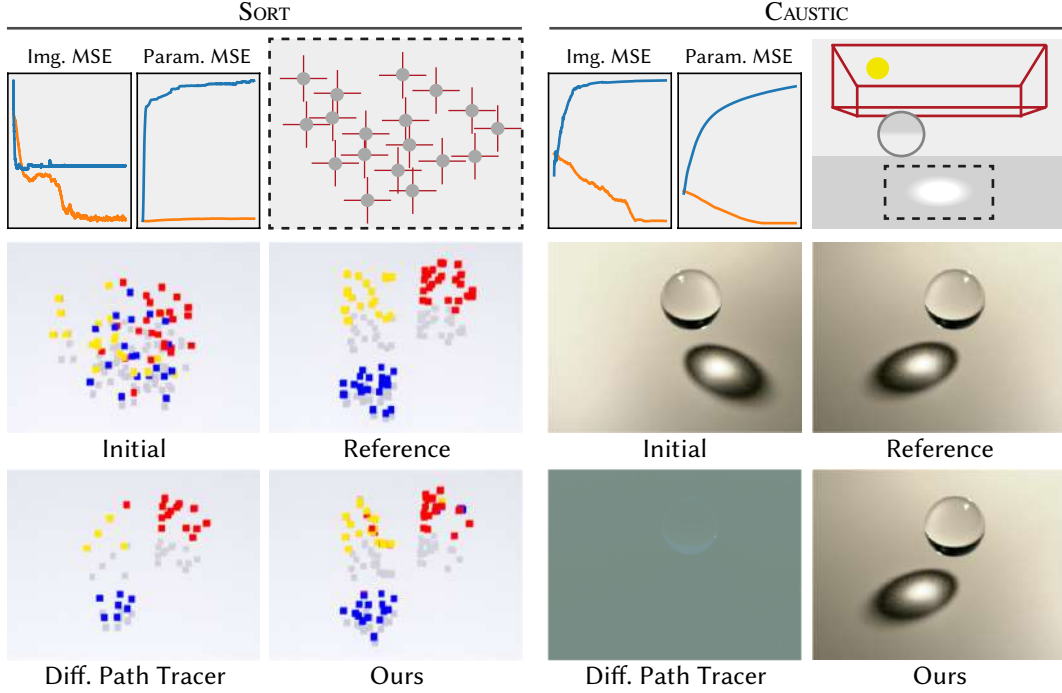 SORT
CAUSTIC
Img. MSE
Param. MSE
Img. MSE
Param. MSE
Initial
Reference
Initial
Reference
Diff. Path Tracer
Ours
Diff. Path Tracer
Ours